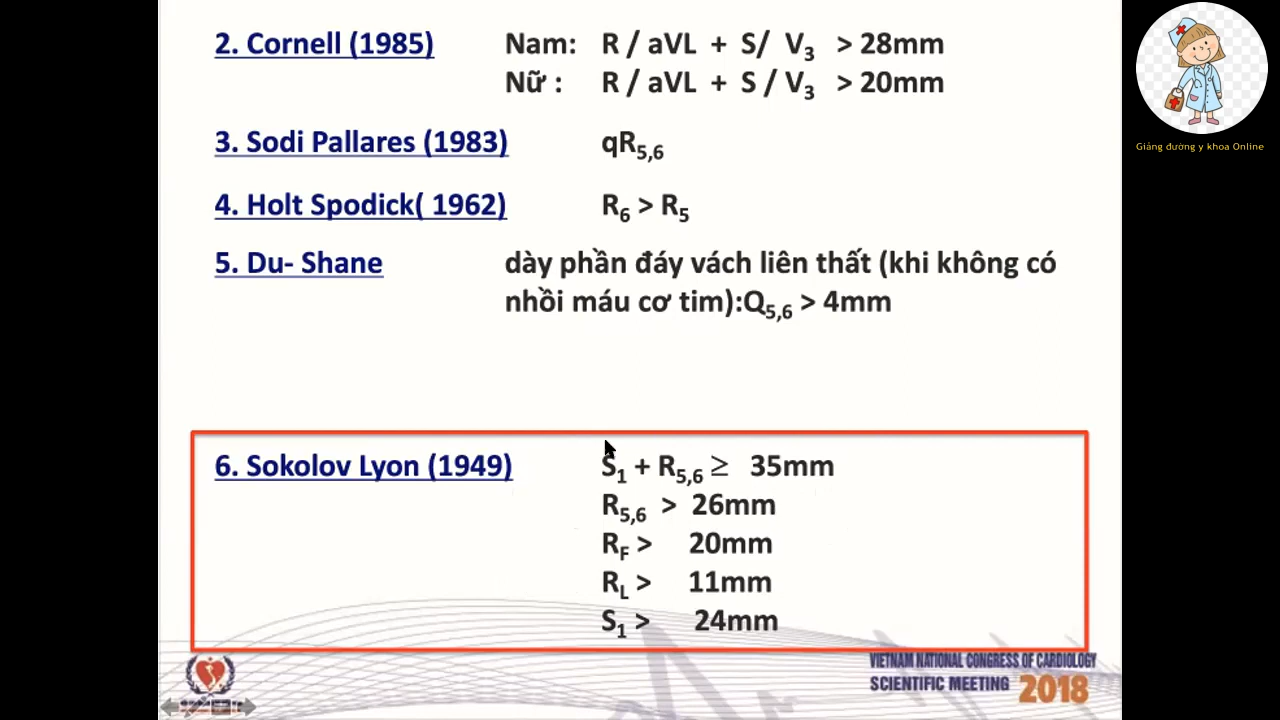 2. Cornell (1985) Nam: R / aVL + S/ V3 > 28mm
Nữ : R / aVL + S / V3 > 20mm
3. Sodi Pallares (1983) qR5,6
4. Holt Spodick( 1962) R6 > R5
5. Du- Shane dày phần đáy vách liên thất (khi không có
nhồi máu cơ tim):Q5,6 > 4mm
6. Sokolov Lyon (1949) S1 + R5,6 ≥ 35mm
R5,6 > 26mm
RF > 20mm
RL > 11mm
S1 > 24mm
VIETNAM NATIONAL CONGRESS OF CARDIOLOGY
SCIENTIFIC MEETING 2018
Giảng đường y khoa Online